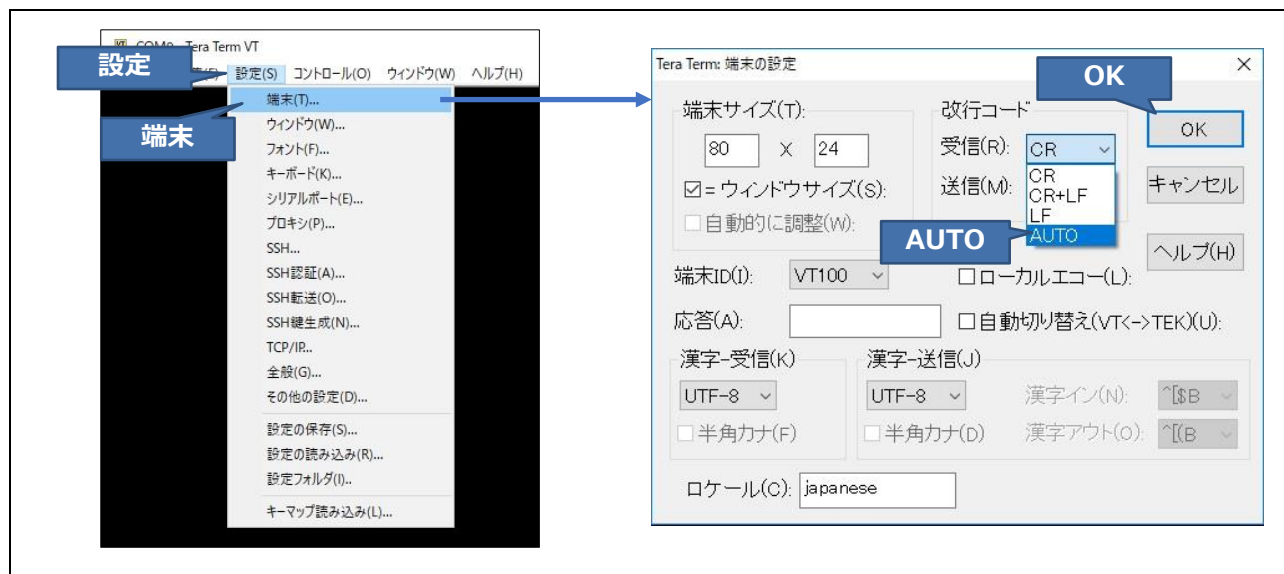 Tera Term VT
設定
設定(S) コントロール(O) ウィンドウ(W) ヘルプ(H)
端末
端末(T)...
ウィンドウ(W)...
フォント(F)...
キーボード(K)...
シリアルポート(E)...
プロキシ(P)...
SSH...
SSH認証(A)...
SSH転送(O)...
SSH鍵生成(N)...
TCP/IP...
全般(G)...
その他の設定(D)...
設定の保存(S)...
設定の読み込み(R)...
設定フォルダ(I)..
キーマップ読み込み(L)...
Tera Term: 端末の設定
OK
端末サイズ(T):
80 X 24
☑= ウィンドウサイズ(S):
自動的に調整(W):
改行コード
受信(R): CR
送信(M):
CR
CR+LF
LF
AUTO
AUTO
OK
キャンセル
ヘルプ(H)
端末ID(I): VT100
ローカルエコー(L):
応答(A):
自動切り替え(VT<->TEK)(U):
漢字-受信(K)
UTF-8
半角カナ(F)
漢字-送信(J)
UTF-8 漢字イン(N): ^[$B
半角カナ(D) 漢字アウト(O): ^[(B
ロケール(C): japanese